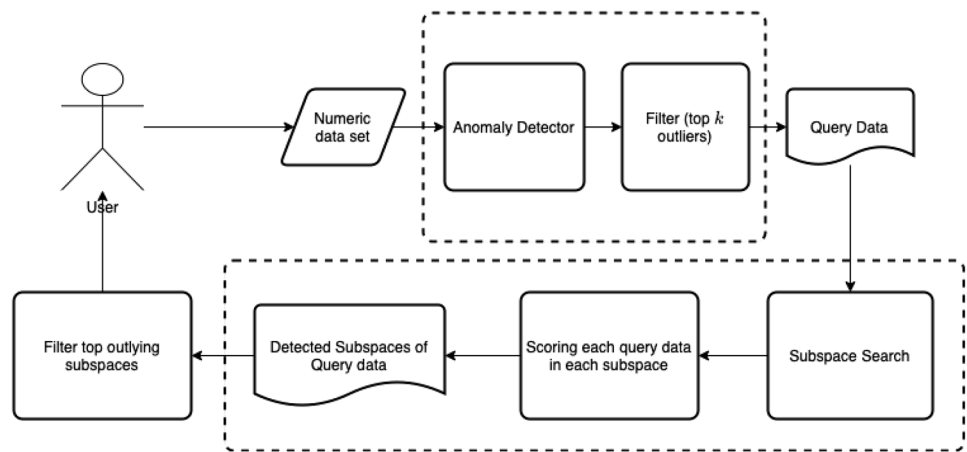 Numeric
data set
Anomaly Detector
Filter (top k
outliers)
Query Data
User
Filter top outlying
subspaces
Detected Subspaces of
Query data
Scoring each query data
in each subspace
Subspace Search